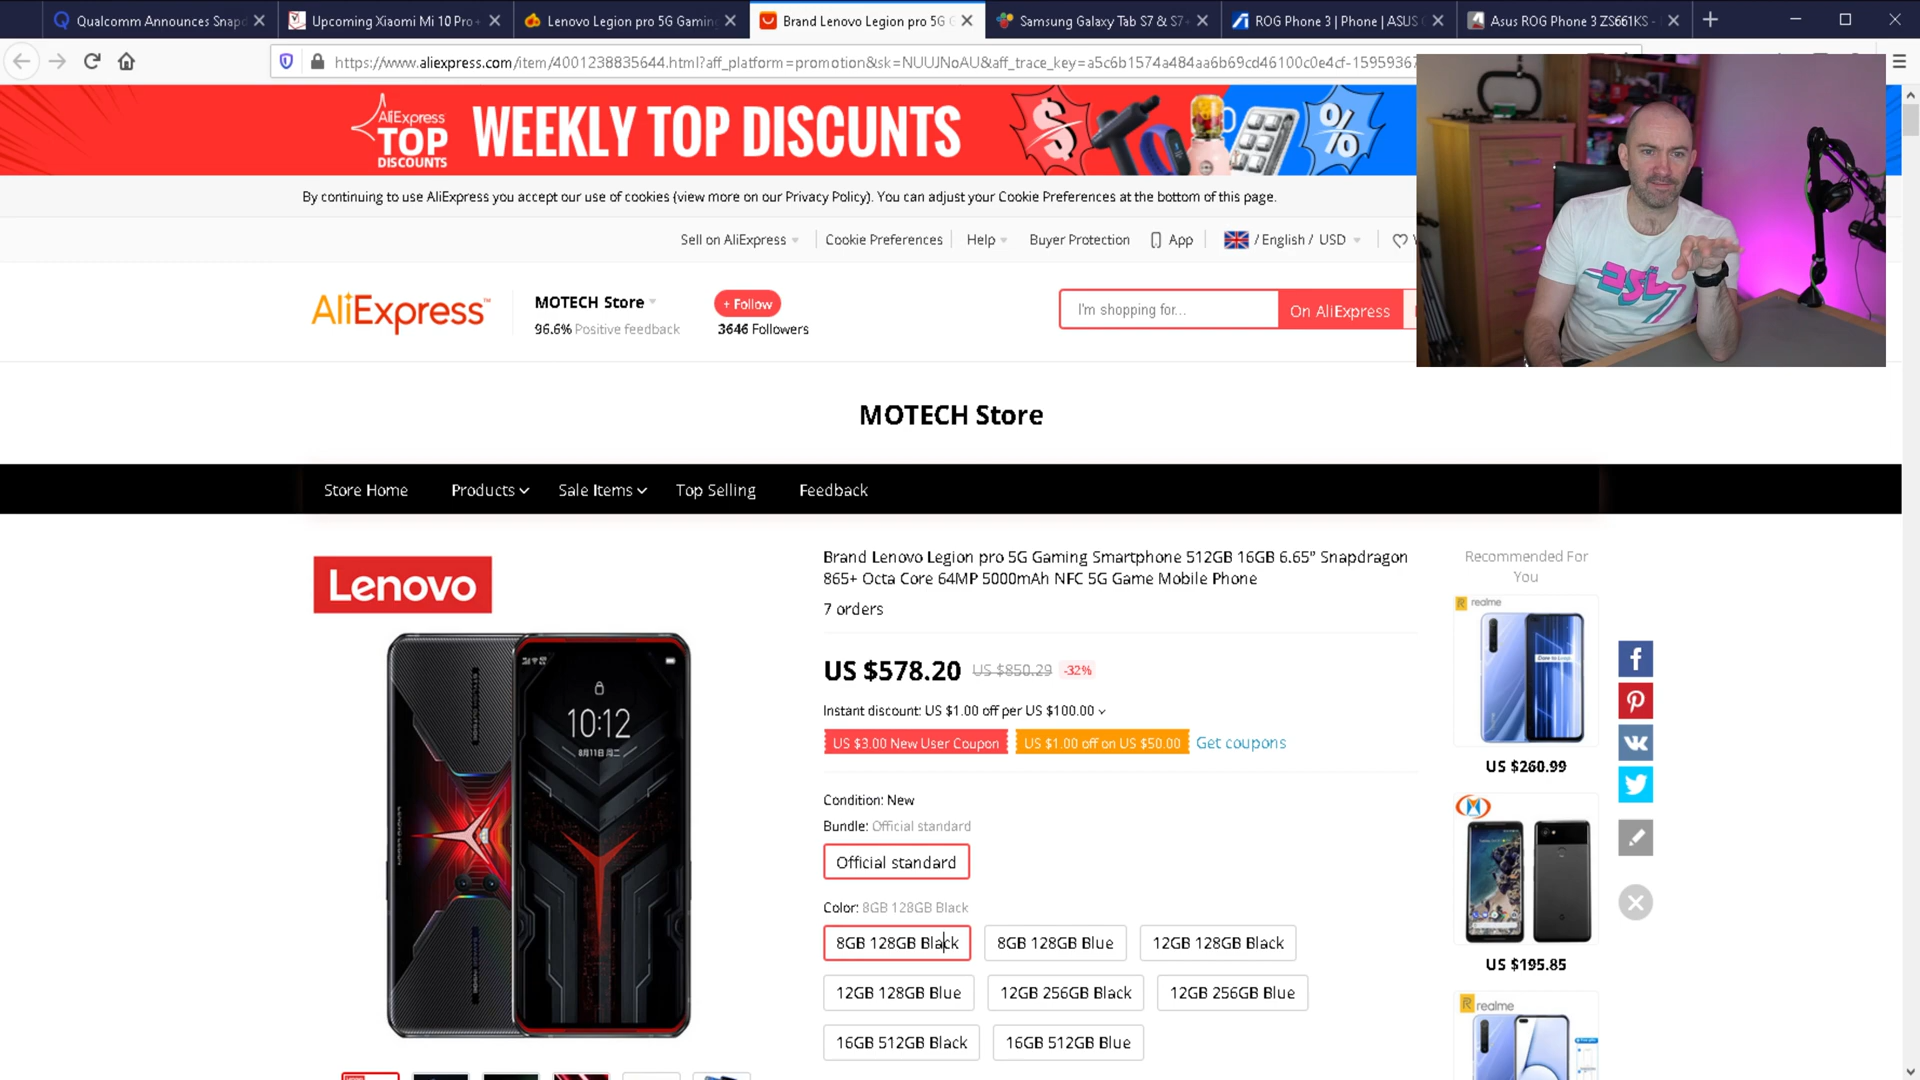 Qualcomm Announces Snap
Upcoming Xiaomi Mi 10 Pro
Lenovo Legion pro 5G Gaming
Brand Lenovo Legion pro 5G
Samsung Galaxy Tab S7 & S7
ROG Phone 3 | Phone | ASUS
Asus ROG Phone 3 ZS661KS -
https://www.aliexpress.com/item/4001238835644.html?aff_platform=promotion&sk=NUUJNoAU&aff_trace_key=a5c6b1574a484aa6b69cd46100c0e4cf-1595936
AliExpress
TOP
DISCOUNTS
WEEKLY TOP DISCUNTS
By continuing to use AliExpress you accept our use of cookies (view more on our Privacy Policy). You can adjust your Cookie Preferences at the bottom of this page.
Sell on AliExpress
Cookie Preferences
Help
Buyer Protection
App
/ English / USD
AliExpress™
MOTECH Store
96.6% Positive feedback
+ Follow
3646 Followers
I'm shopping for...
On AliExpress
MOTECH Store
Store Home
Products
Sale Items
Top Selling
Feedback
Lenovo
10:12
8月11日 周二
Brand Lenovo Legion pro 5G Gaming Smartphone 512GB 16GB 6.65" Snapdragon
865+ Octa Core 64MP 5000mAh NFC 5G Game Mobile Phone
7 orders
US $578.20 US $850.29 -32%
Instant discount: US $1.00 off per US $100.00
US $3.00 New User Coupon
US $1.00 off on US $50.00
Get coupons
Condition: New
Bundle: Official standard
Official standard
Color: 8GB 128GB Black
8GB 128GB Black
8GB 128GB Blue
12GB 128GB Black
12GB 128GB Blue
12GB 256GB Black
12GB 256GB Blue
16GB 512GB Black
16GB 512GB Blue
Recommended For
You
realme
US $260.99
US $195.85
realme